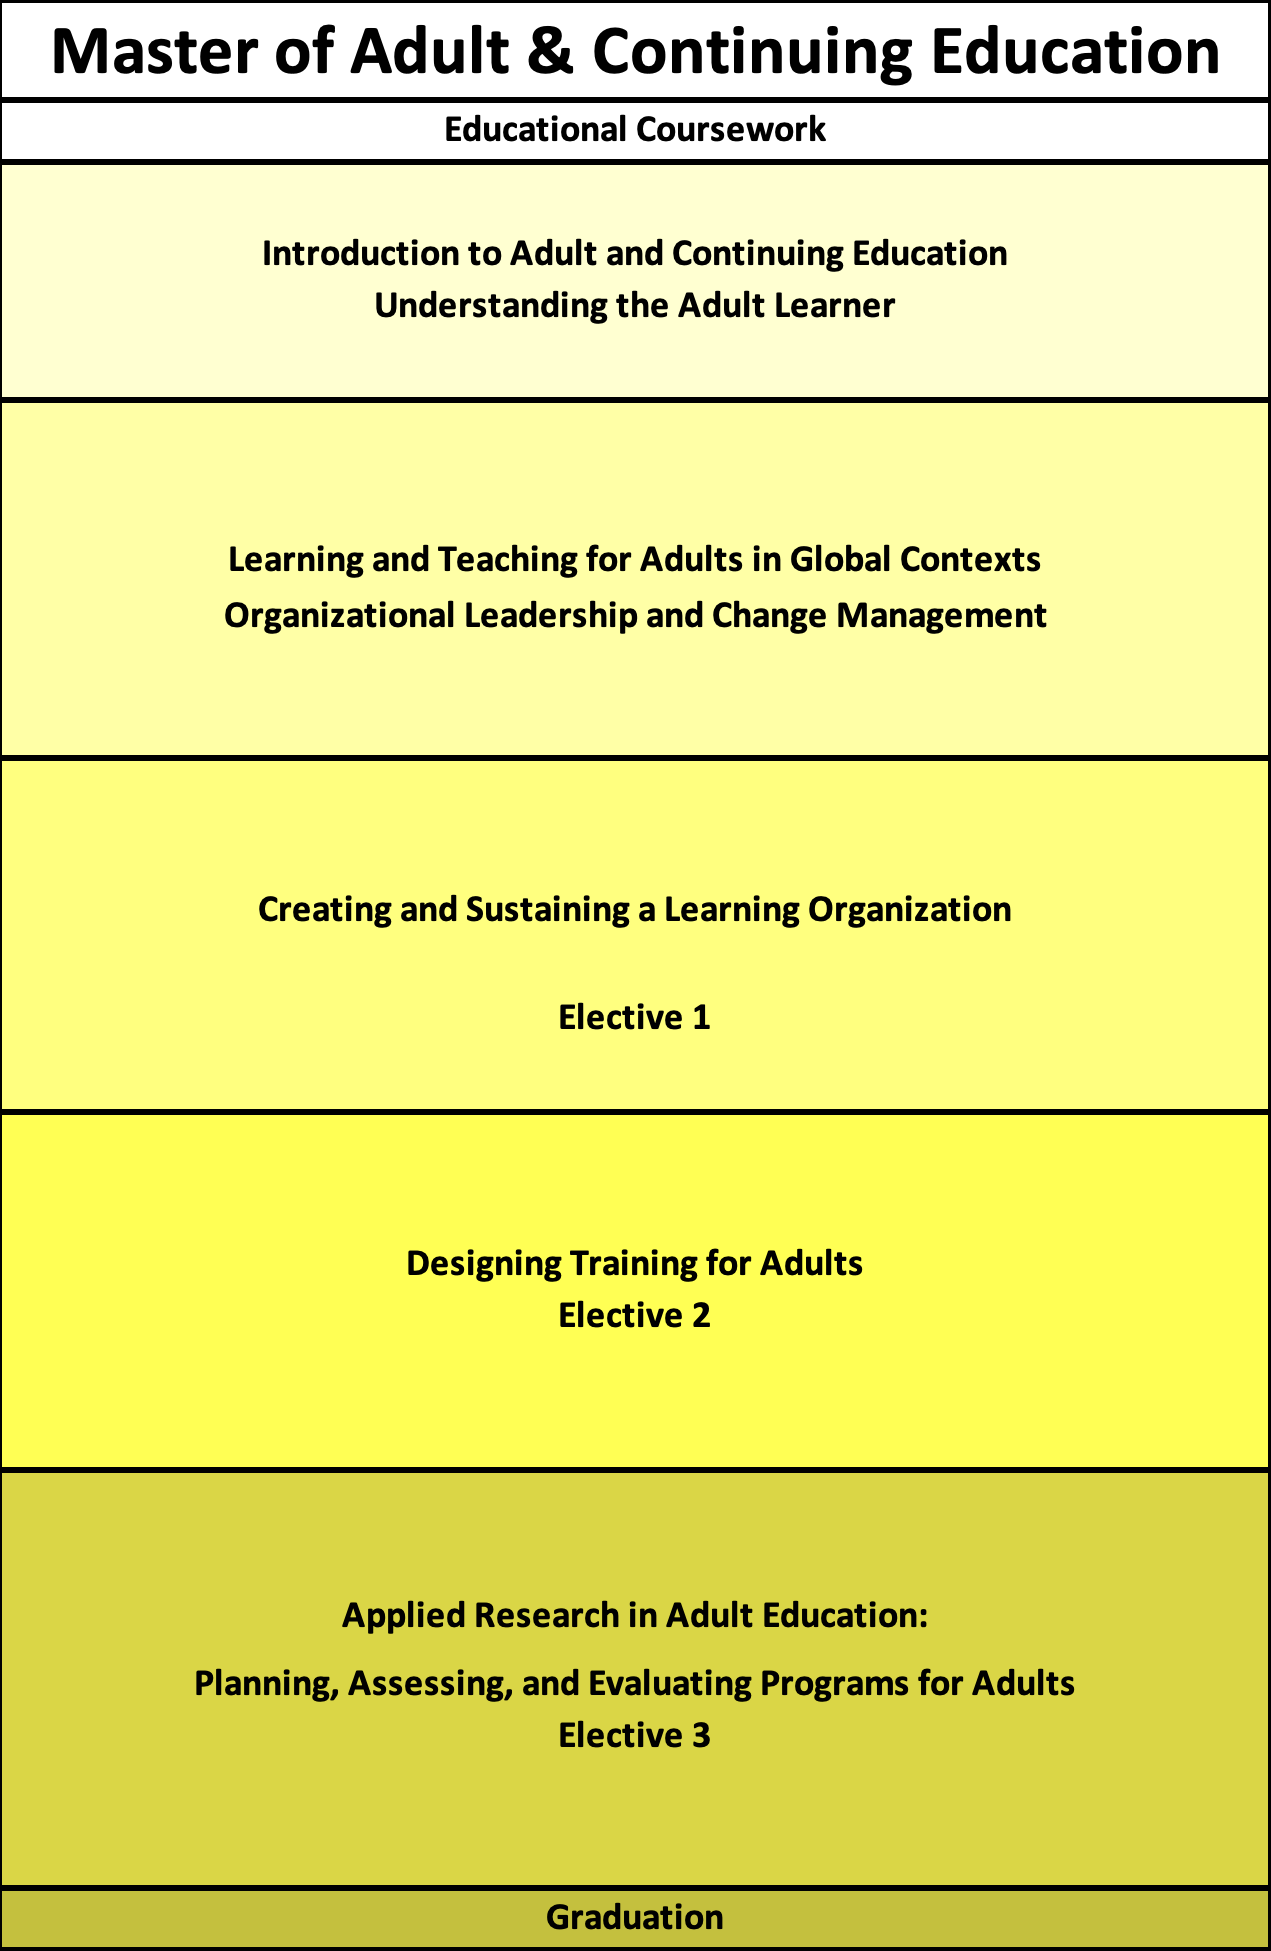 Master of Adult & Continuing Education
Educational Coursework
Introduction to Adult and Continuing Education
Understanding the Adult Learner
Learning and Teaching for Adults in Global Contexts
Organizational Leadership and Change Management
Creating and Sustaining a Learning Organization
Elective 1
Designing Training for Adults
Elective 2
Applied Research in Adult Education:
Planning, Assessing, and Evaluating Programs for Adults
Elective 3
Graduation